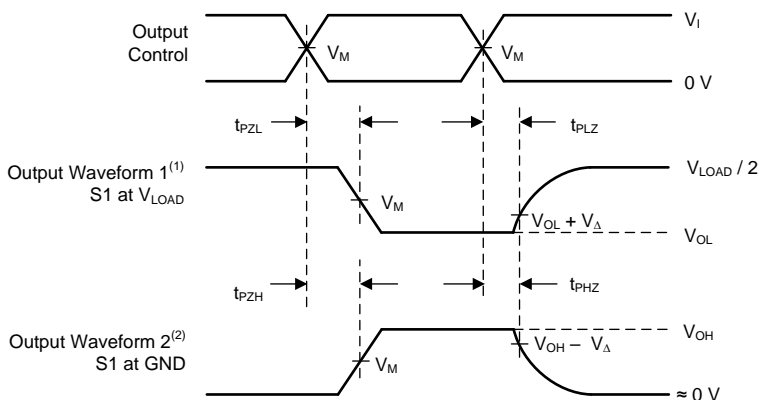 Output
Control
V_I
V_M
V_M
0 V
t_PZL
t_PLZ
Output Waveform 1^(1)
S1 at V_LOAD
V_LOAD / 2
V_M
V_OL + V_Δ
V_OL
t_PZH
t_PHZ
Output Waveform 2^(2)
S1 at GND
V_OH
V_OH – V_Δ
V_M
≈ 0 V